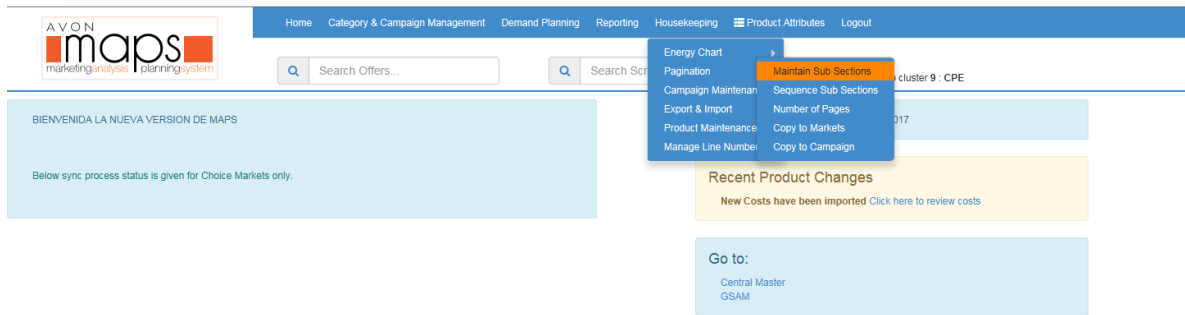 AVON
maps
marketinganalysis planningsystem
Home Category & Campaign Management Demand Planning Reporting Housekeeping Product Attributes Logout
Search Offers...
Search Scr
cluster 9 : CPE
Energy Chart
Pagination
Campaign Maintenan
Export & Import
Product Maintenance
Manage Line Number
Maintain Sub Sections
Sequence Sub Sections
Number of Pages
Copy to Markets
Copy to Campaign
BIENVENIDA LA NUEVA VERSION DE MAPS
017
Below sync process status is given for Choice Markets only.
Recent Product Changes
New Costs have been imported Click here to review costs
Go to:
Central Master
GSAM